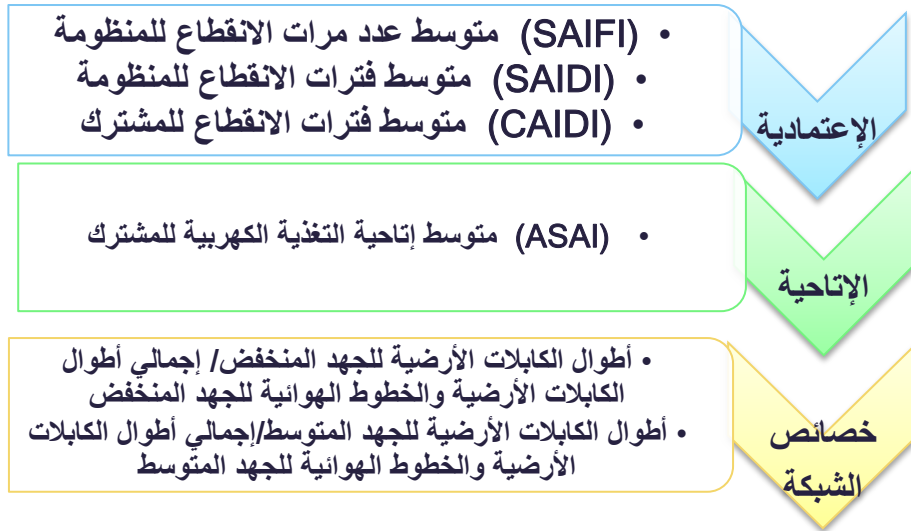 الإعتمادية
• (SAIFI) متوسط عدد مرات الانقطاع للمنظومة
• (SAIDI) متوسط فترات الانقطاع للمنظومة
• (CAIDI) متوسط فترات الانقطاع للمشترك
الإتاحية
• (ASAI) متوسط إتاحية التغذية الكهربية للمشترك
خصائص
الشبكة
• أطوال الكابلات الأرضية للجهد المنخفض/ إجمالي أطوال
الكابلات الأرضية والخطوط الهوائية للجهد المنخفض
• أطوال الكابلات الأرضية للجهد المتوسط/إجمالي أطوال الكابلات
الأرضية والخطوط الهوائية للجهد المتوسط